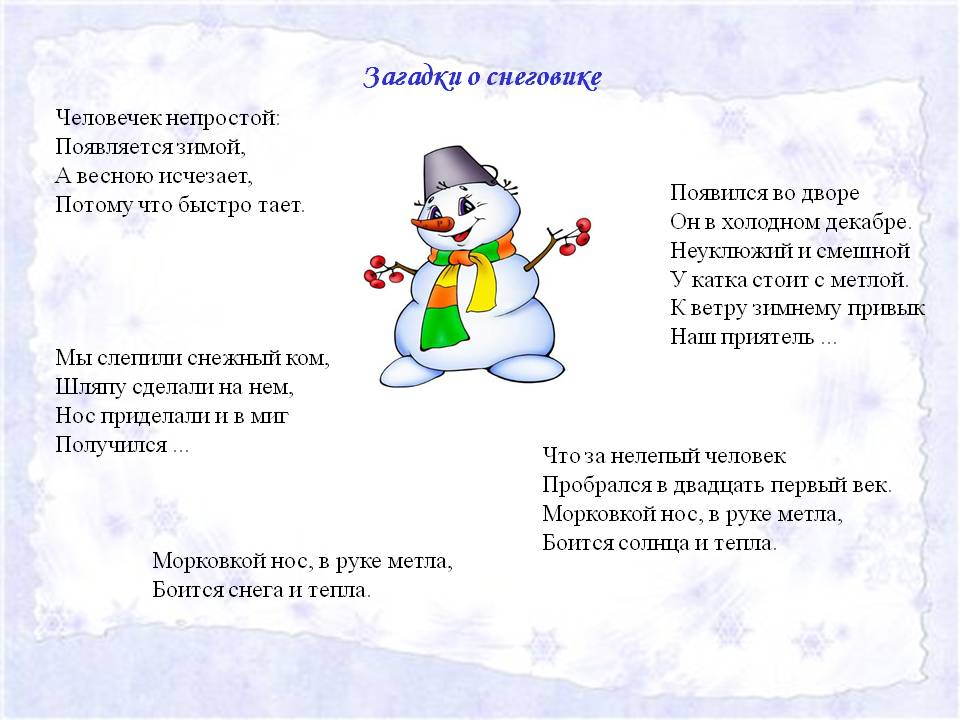 Загадки о снеговике
Человечек непростой:
Появляется зимой,
А весною исчезает,
Потому что быстро тает.
Появился во дворе
Он в холодном декабре.
Неуклюжий и смешной
У катка стоит с метлой.
К ветру зимнему привык
Наш приятель ...
Мы слепили снежный ком,
Шляпу сделали на нем,
Нос приделали и в миг
Получился ...
Что за нелепый человек
Пробрался в двадцать первый век.
Морковкой нос, в руке метла,
Боится солнца и тепла.
Морковкой нос, в руке метла,
Боится снега и тепла.